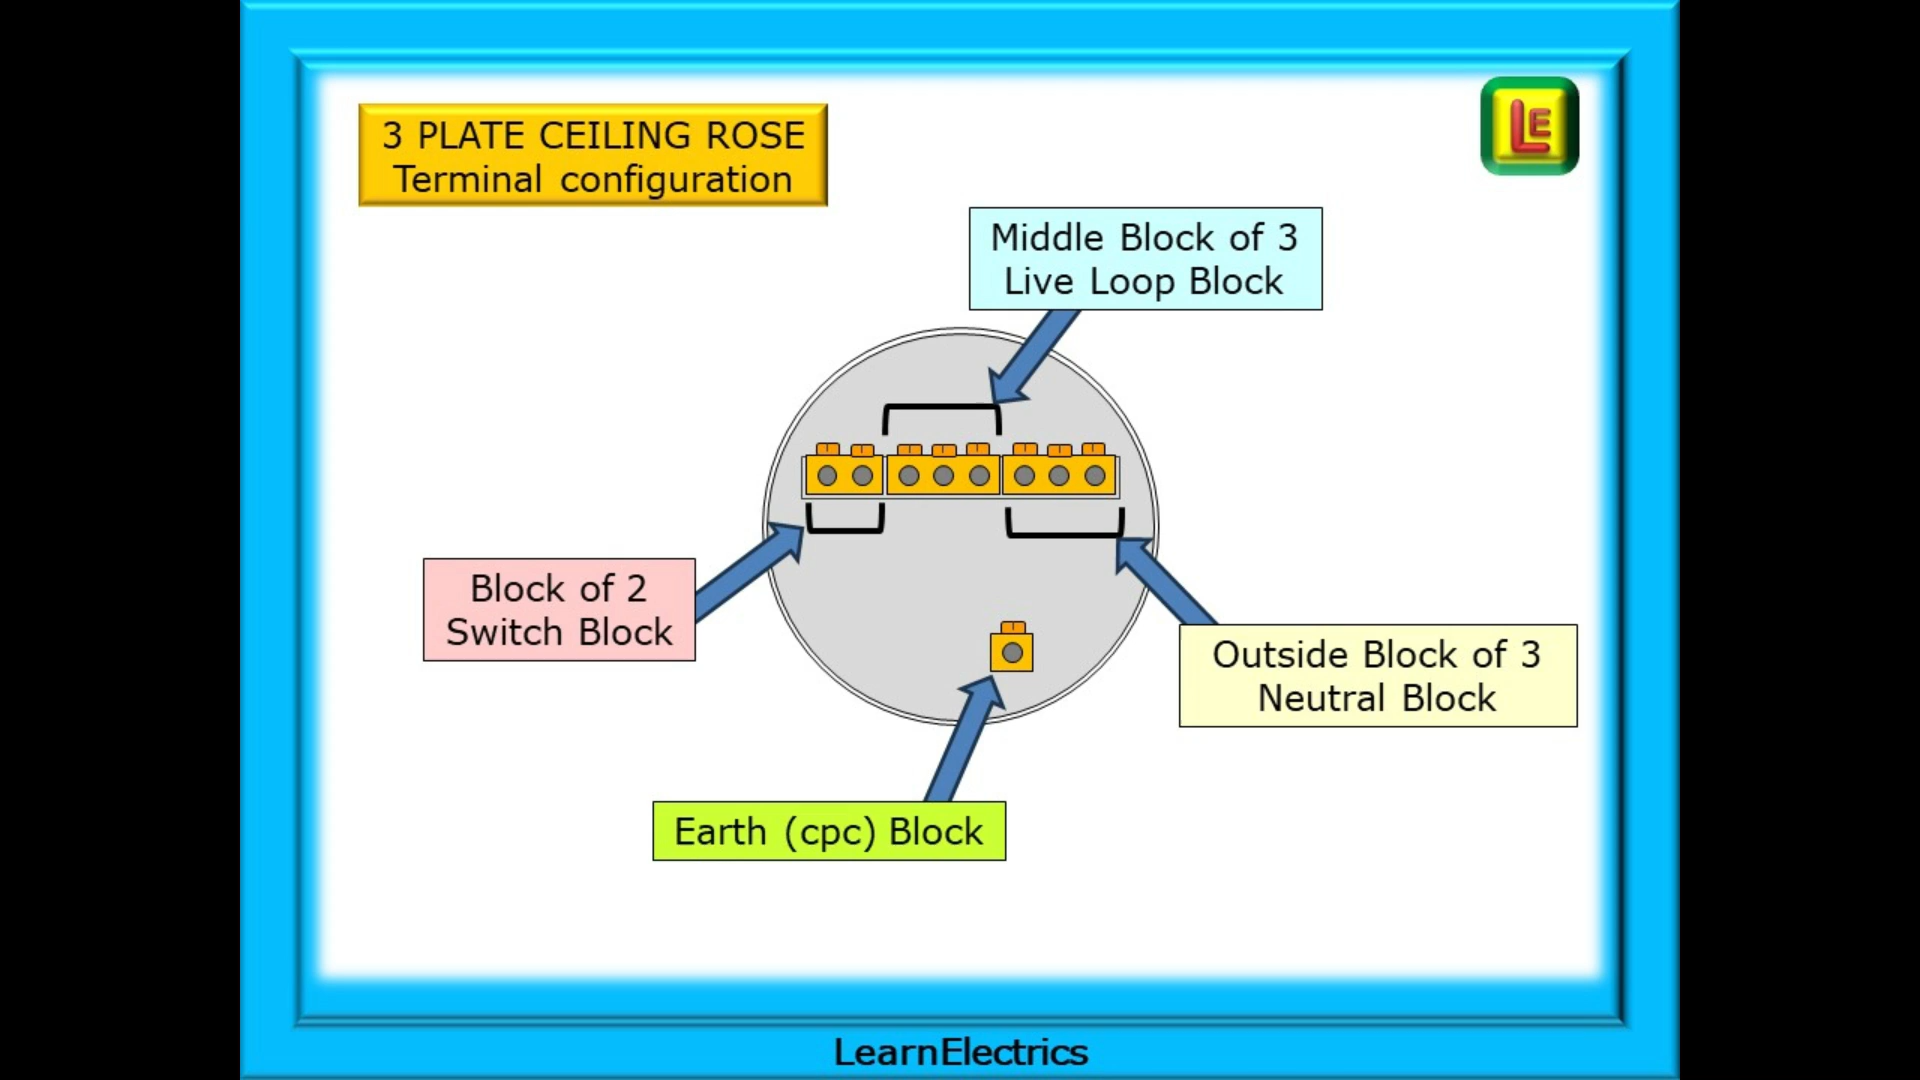 3 PLATE CEILING ROSE
Terminal configuration
LE
Middle Block of 3
Live Loop Block
Block of 2
Switch Block
Outside Block of 3
Neutral Block
Earth (cpc) Block
LearnElectrics